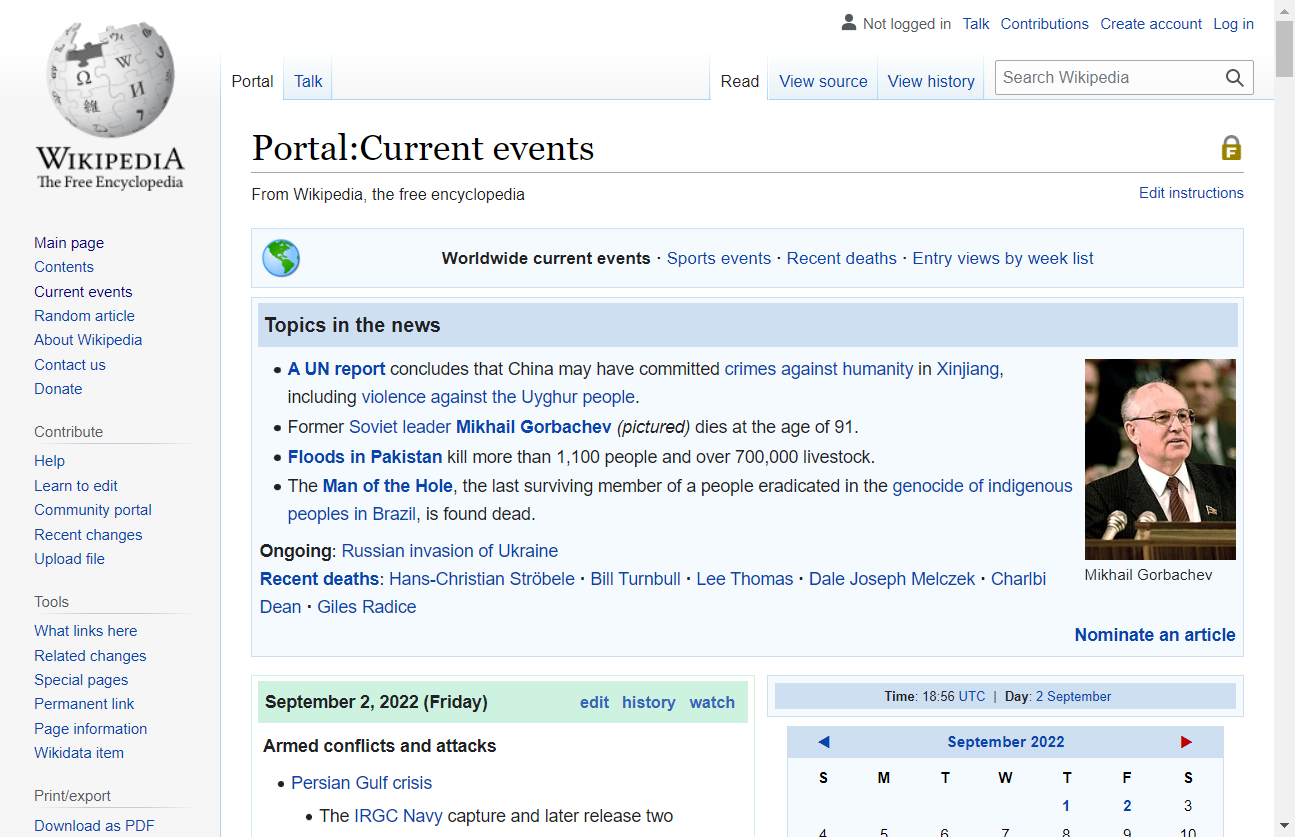 Not logged in Talk Contributions Create account Log in
Portal Talk Read View source View history Search Wikipedia
WIKIPEDIA
The Free Encyclopedia
Main page
Contents
Current events
Random article
About Wikipedia
Contact us
Donate
Contribute
Help
Learn to edit
Community portal
Recent changes
Upload file
Tools
What links here
Related changes
Special pages
Permanent link
Page information
Wikidata item
Print/export
Download as PDF
Portal:Current events
From Wikipedia, the free encyclopedia
Edit instructions
Worldwide current events · Sports events · Recent deaths · Entry views by week list
Topics in the news
• A UN report concludes that China may have committed crimes against humanity in Xinjiang,
including violence against the Uyghur people.
• Former Soviet leader Mikhail Gorbachev (pictured) dies at the age of 91.
• Floods in Pakistan kill more than 1,100 people and over 700,000 livestock.
• The Man of the Hole, the last surviving member of a people eradicated in the genocide of indigenous
peoples in Brazil, is found dead.
Mikhail Gorbachev
Ongoing: Russian invasion of Ukraine
Recent deaths: Hans-Christian Ströbele · Bill Turnbull · Lee Thomas · Dale Joseph Melczek · Charlbi
Dean · Giles Radice
Nominate an article
September 2, 2022 (Friday) edit history watch
Armed conflicts and attacks
• Persian Gulf crisis
• The IRGC Navy capture and later release two
Time: 18:56 UTC | Day: 2 September
◀ September 2022 ▶
S M T W T F S
1 2 3
4 5 6 7 8 9 10